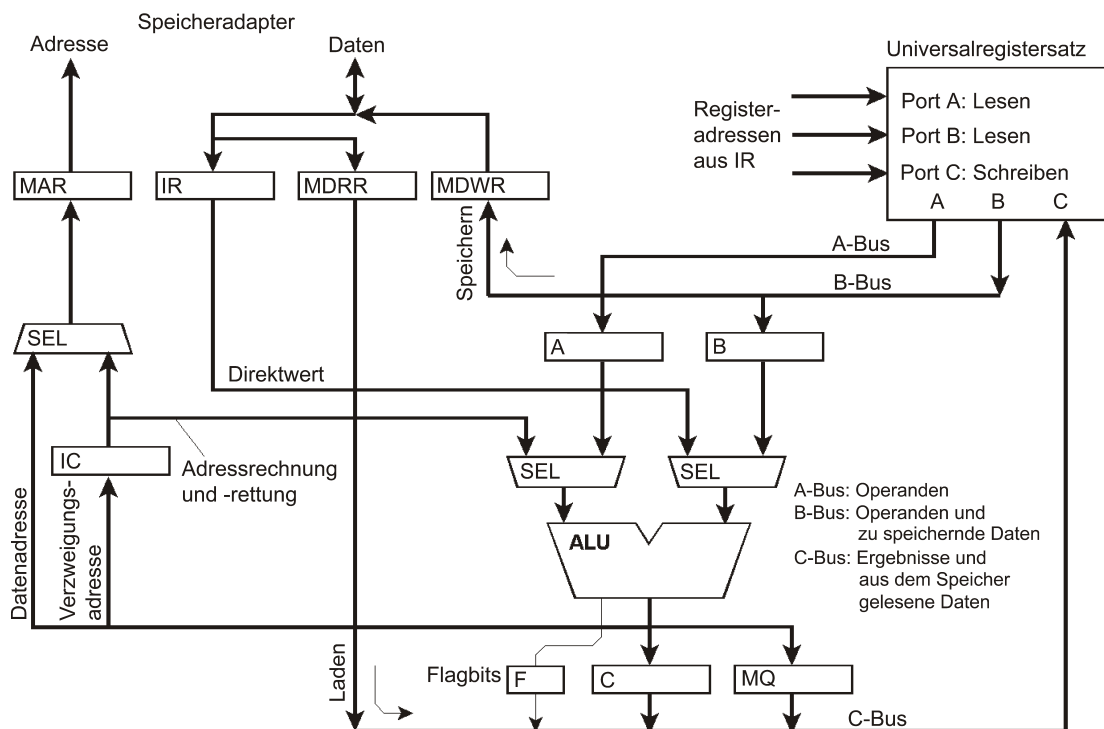 Speicheradapter
Adresse
Daten
Universalregistersatz
Register-
adressen
aus IR
Port A: Lesen
Port B: Lesen
Port C: Schreiben
A
B
C
MAR
IR
MDRR
MDWR
Speichern
A-Bus
B-Bus
SEL
A
B
Direktwert
IC
Adressrechnung
und -rettung
SEL
SEL
Datenadresse
Verzweigungs-
adresse
ALU
A-Bus: Operanden
B-Bus: Operanden und
zu speichernde Daten
C-Bus: Ergebnisse und
aus dem Speicher
gelesene Daten
Laden
Flagbits
F
C
MQ
C-Bus